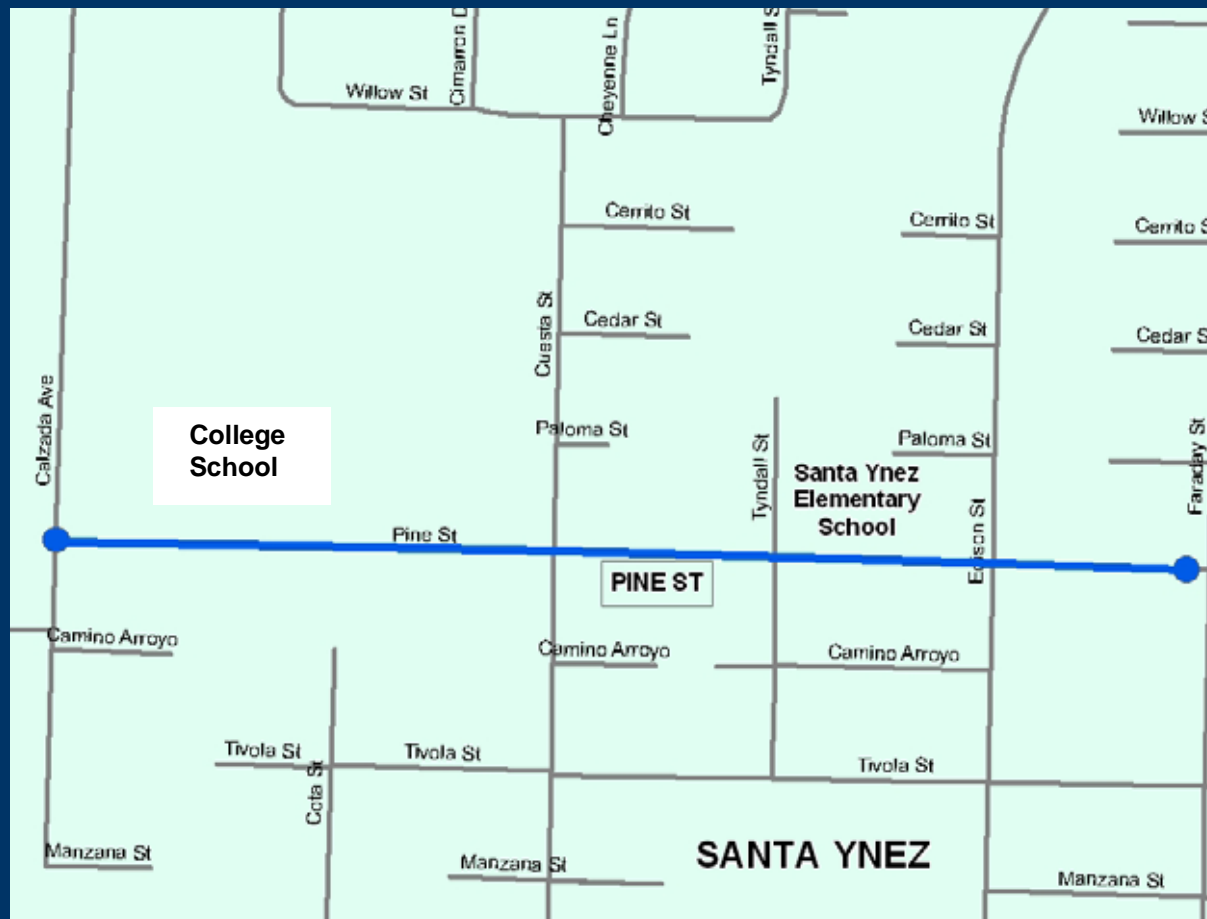 Cimarron D
Cheyenne Ln
Tyndall S
Willow St
Willow S
Cerrito St
Cerrito St
Cerrito S
Cuesta St
Cedar St
Cedar St
Cedar S
Calzada Ave
College
School
Paloma St
Tyndall St
Paloma St
Faraday St
Santa Ynez
Elementary
School
Edison St
Pine St
PINE ST
Camino Arroyo
Camino Arroyo
Camino Arroyo
Tivola St
Tivola St
Tivola St
Cota St
Manzana St
Manzana St
SANTA YNEZ
Manzana St